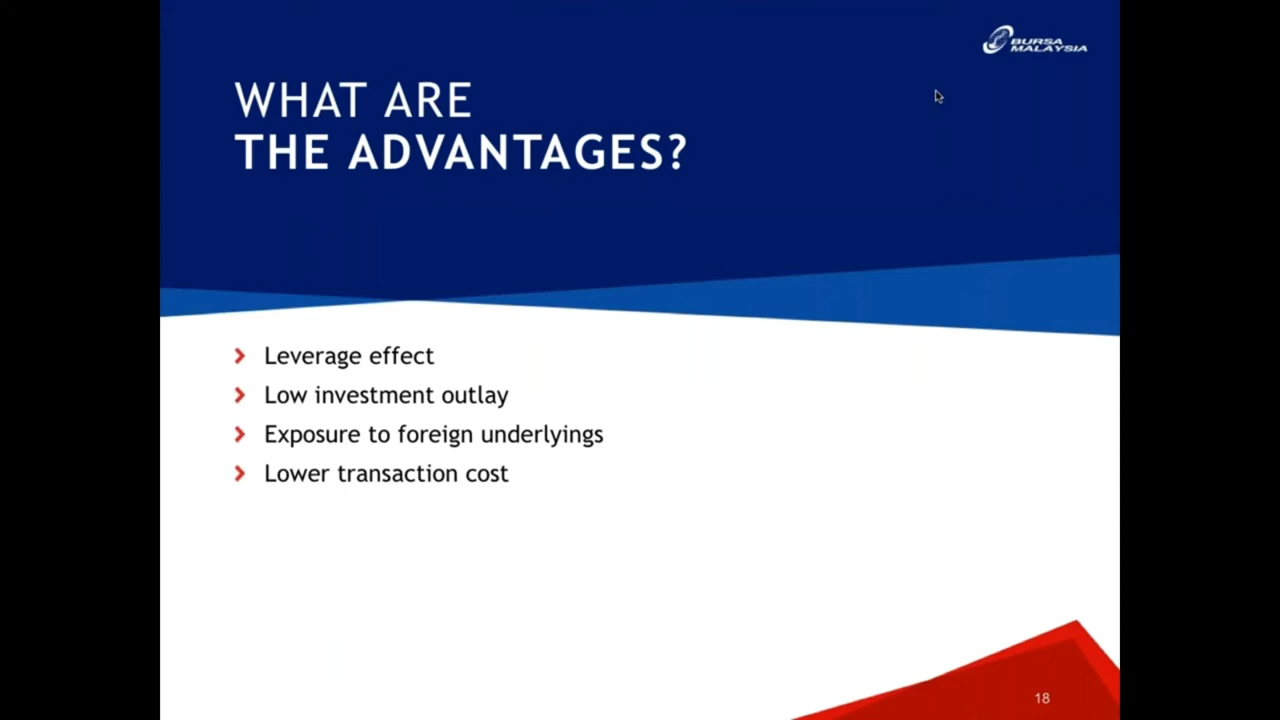 BURSA
MALAYSIA
WHAT ARE
THE ADVANTAGES?
Leverage effect
Low investment outlay
Exposure to foreign underlyings
Lower transaction cost
18